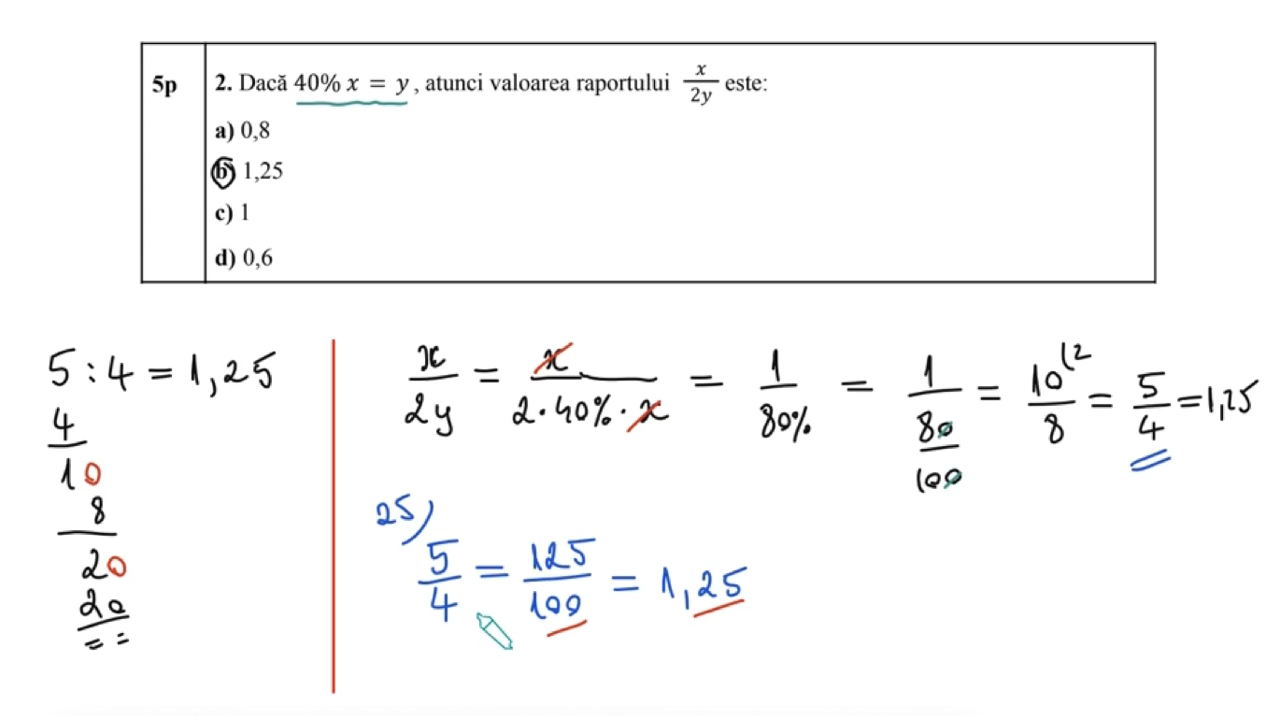 5p
2. Dacă 40% x = y, atunci valoarea raportului x/2y este:
a) 0,8
b) 1,25
c) 1
d) 0,6
5 : 4 = 1,25
4
10
8
20
20
= =
x/2y = x/(2·40%·x) = 1/80% = 1/(80/100) = 10/8 (2 = 5/4 = 1,25
25)
5/4 = 125/100 = 1,25